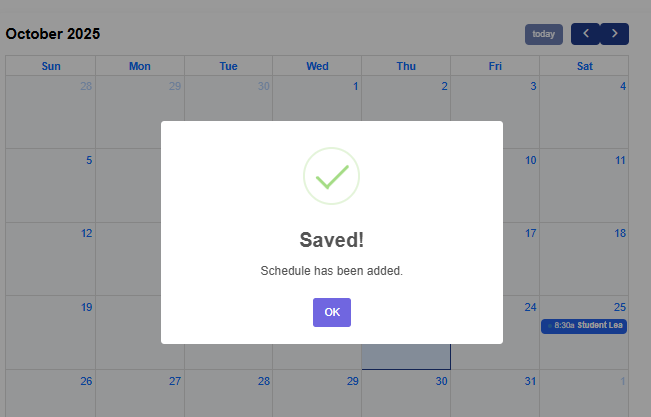 October 2025
today
Sun Mon Tue Wed Thu Fri Sat
28 29 30 1 2 3 4
5 10 11
Saved!
Schedule has been added.
OK
12 17 18
19 24 25
8:30a Student Lea
26 27 28 29 30 31 1